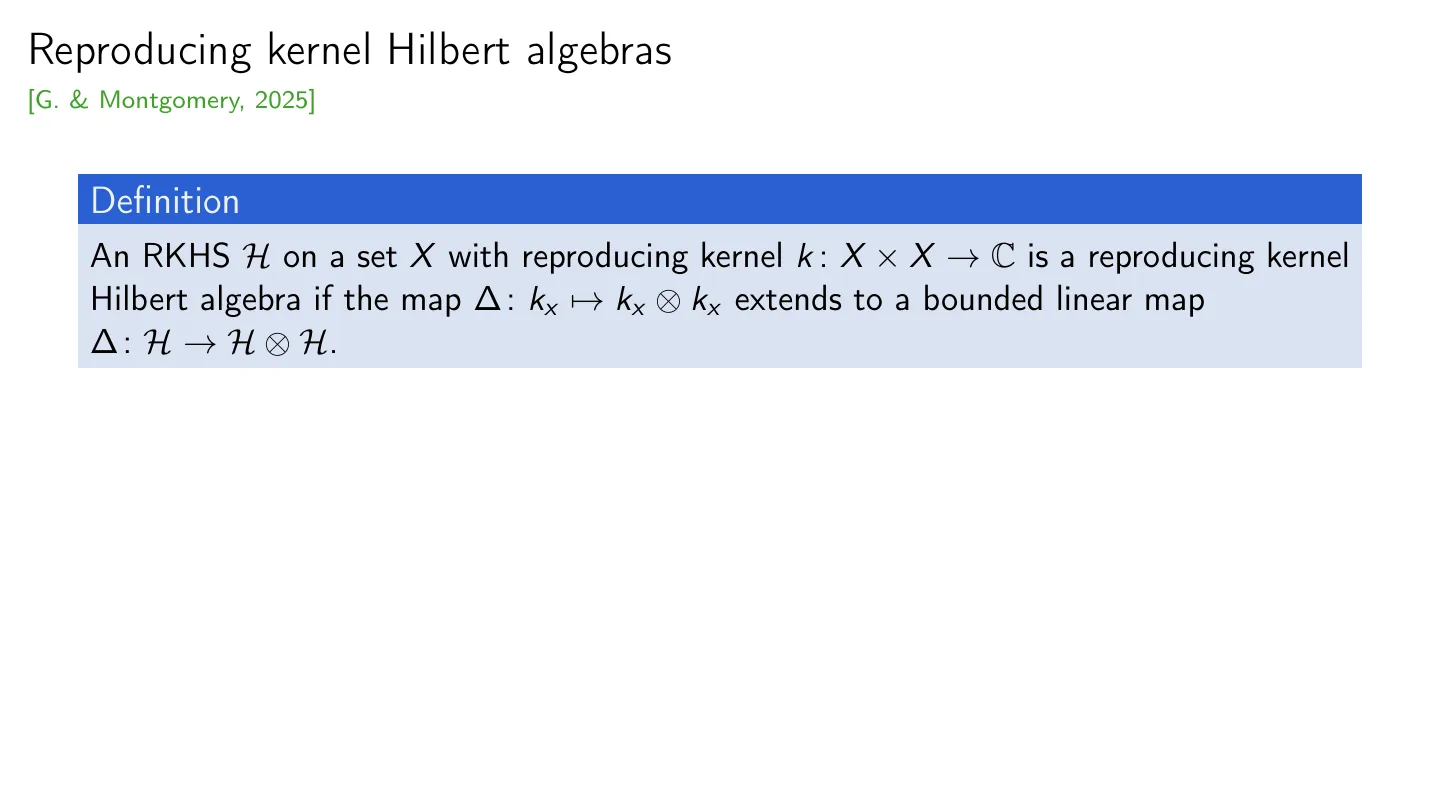 Reproducing kernel Hilbert algebras
[G. & Montgomery, 2025]
Definition
An RKHS ℋ on a set X with reproducing kernel k : X × X → ℂ is a reproducing kernel
Hilbert algebra if the map Δ : kₓ ↦ kₓ ⊗ kₓ extends to a bounded linear map
Δ : ℋ → ℋ ⊗ ℋ.